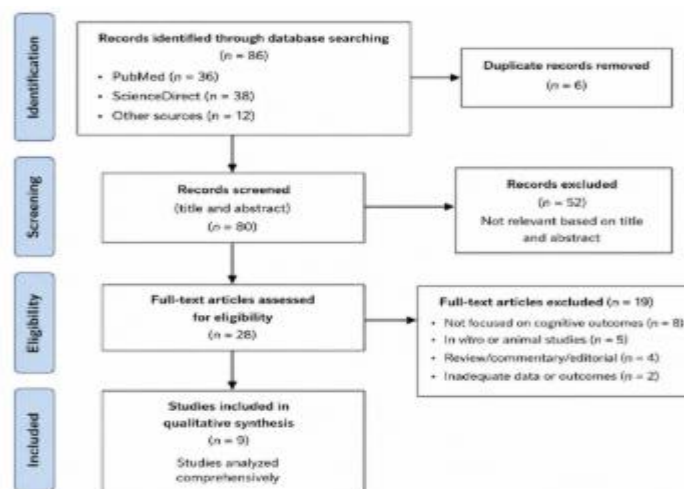 Identification
Records identified through database searching
(n = 86)
• PubMed (n = 36)
• ScienceDirect (n = 38)
• Other sources (n = 12)
Duplicate records removed
(n = 6)
Screening
Records screened
(title and abstract)
(n = 80)
Records excluded
(n = 52)
Not relevant based on title
and abstract
Eligibility
Full-text articles assessed
for eligibility
(n = 28)
Full-text articles excluded (n = 19)
• Not focused on cognitive outcomes (n = 8)
• In vitro or animal studies (n = 5)
• Review/commentary/editorial (n = 4)
• Inadequate data or outcomes (n = 2)
Included
Studies included in
qualitative synthesis
(n = 9)
Studies analyzed
comprehensively